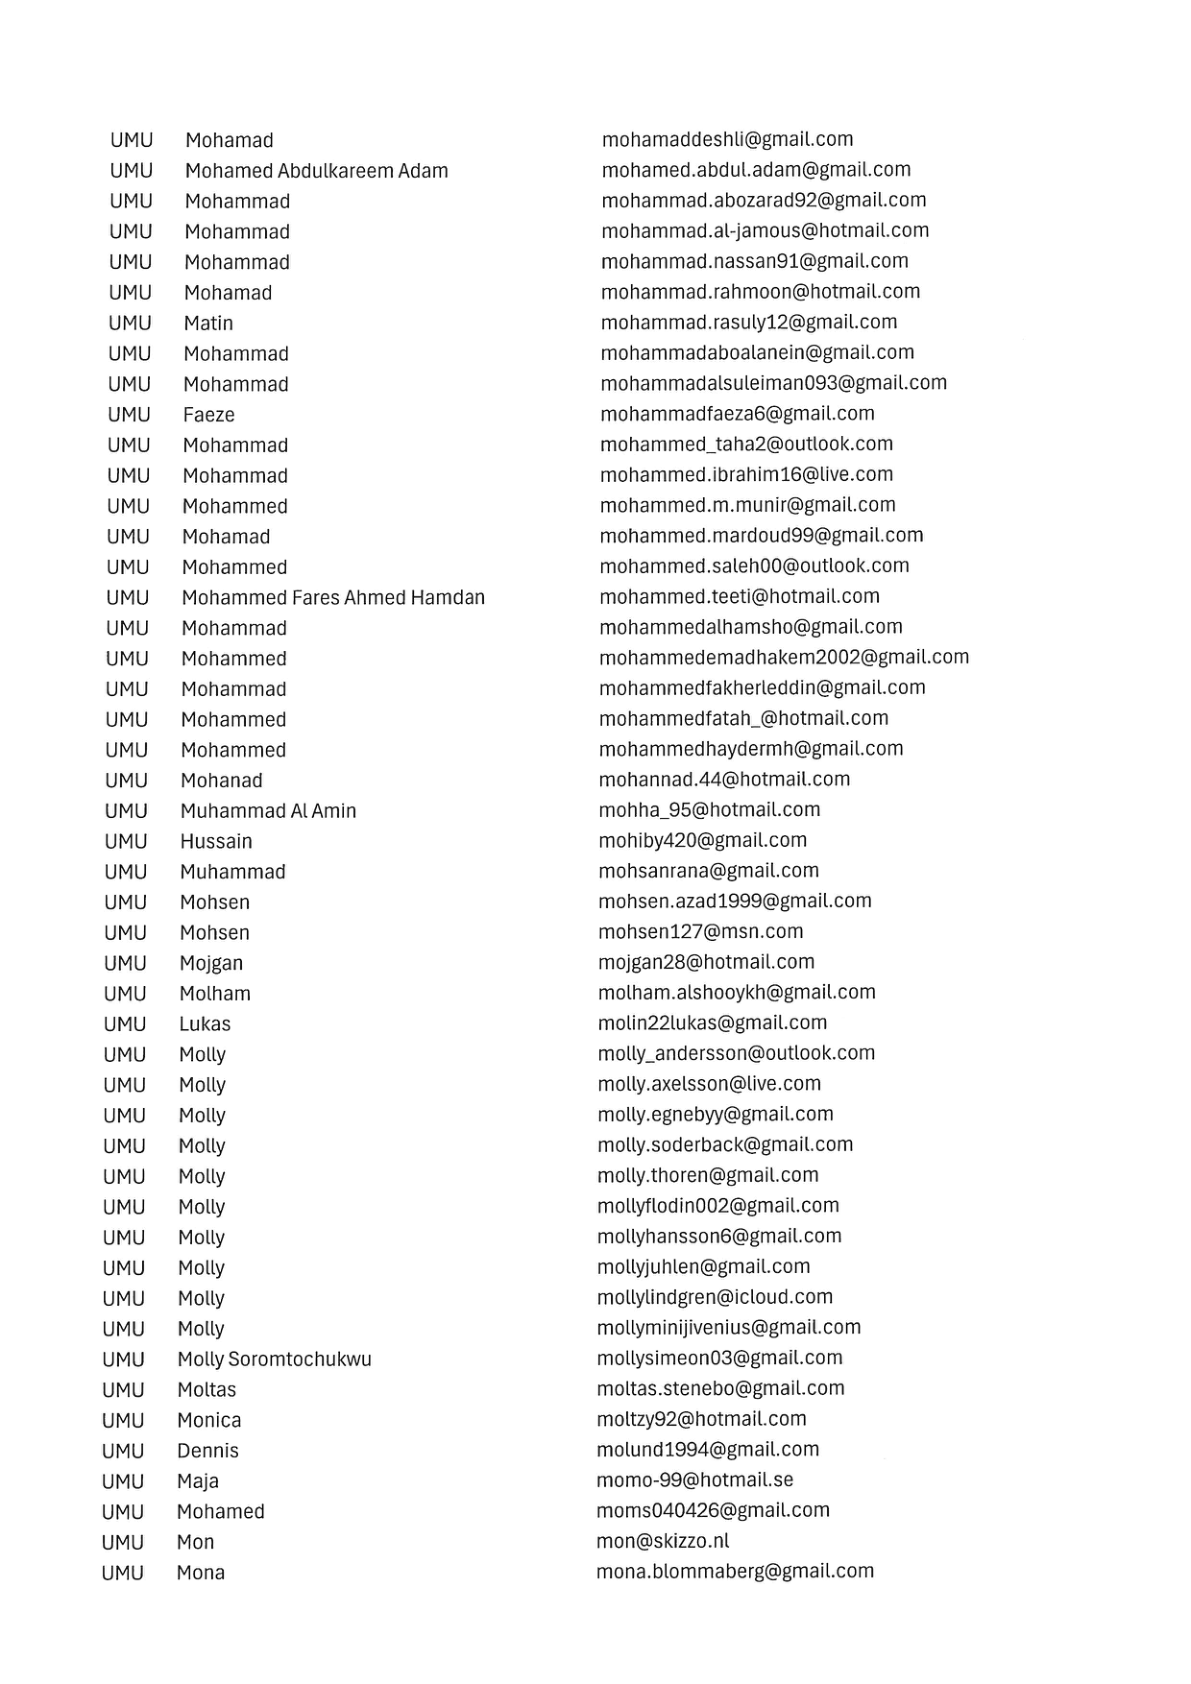 UMU Mohamad mohamaddeshli@gmail.com
UMU Mohamed Abdulkareem Adam mohamed.abdul.adam@gmail.com
UMU Mohammad mohammad.abozarad92@gmail.com
UMU Mohammad mohammad.al-jamous@hotmail.com
UMU Mohammad mohammad.nassan91@gmail.com
UMU Mohamad mohammad.rahmoon@hotmail.com
UMU Matin mohammad.rasuly12@gmail.com
UMU Mohammad mohammadaboalanein@gmail.com
UMU Mohammad mohammadalsuleiman093@gmail.com
UMU Faeze mohammadfaeza6@gmail.com
UMU Mohammad mohammed_taha2@outlook.com
UMU Mohammad mohammed.ibrahim16@live.com
UMU Mohammed mohammed.m.munir@gmail.com
UMU Mohamad mohammed.mardoud99@gmail.com
UMU Mohammed mohammed.saleh00@outlook.com
UMU Mohammed Fares Ahmed Hamdan mohammed.teeti@hotmail.com
UMU Mohammad mohammedalhamsho@gmail.com
UMU Mohammed mohammedemadhakem2002@gmail.com
UMU Mohammad mohammedfakherleddin@gmail.com
UMU Mohammed mohammedfatah_@hotmail.com
UMU Mohammed mohammedhaydermh@gmail.com
UMU Mohanad mohannad.44@hotmail.com
UMU Muhammad Al Amin mohha_95@hotmail.com
UMU Hussain mohiby420@gmail.com
UMU Muhammad mohsanrana@gmail.com
UMU Mohsen mohsen.azad1999@gmail.com
UMU Mohsen mohsen127@msn.com
UMU Mojgan mojgan28@hotmail.com
UMU Molham molham.alshooykh@gmail.com
UMU Lukas molin22lukas@gmail.com
UMU Molly molly_andersson@outlook.com
UMU Molly molly.axelsson@live.com
UMU Molly molly.egnebyy@gmail.com
UMU Molly molly.soderback@gmail.com
UMU Molly molly.thoren@gmail.com
UMU Molly mollyflodin002@gmail.com
UMU Molly mollyhansson6@gmail.com
UMU Molly mollyjuhlen@gmail.com
UMU Molly mollylindgren@icloud.com
UMU Molly mollyminijivenius@gmail.com
UMU Molly Soromtochukwu mollysimeon03@gmail.com
UMU Moltas moltas.stenebo@gmail.com
UMU Monica moltzy92@hotmail.com
UMU Dennis molund1994@gmail.com
UMU Maja momo-99@hotmail.se
UMU Mohamed moms040426@gmail.com
UMU Mon mon@skizzo.nl
UMU Mona mona.blommaberg@gmail.com